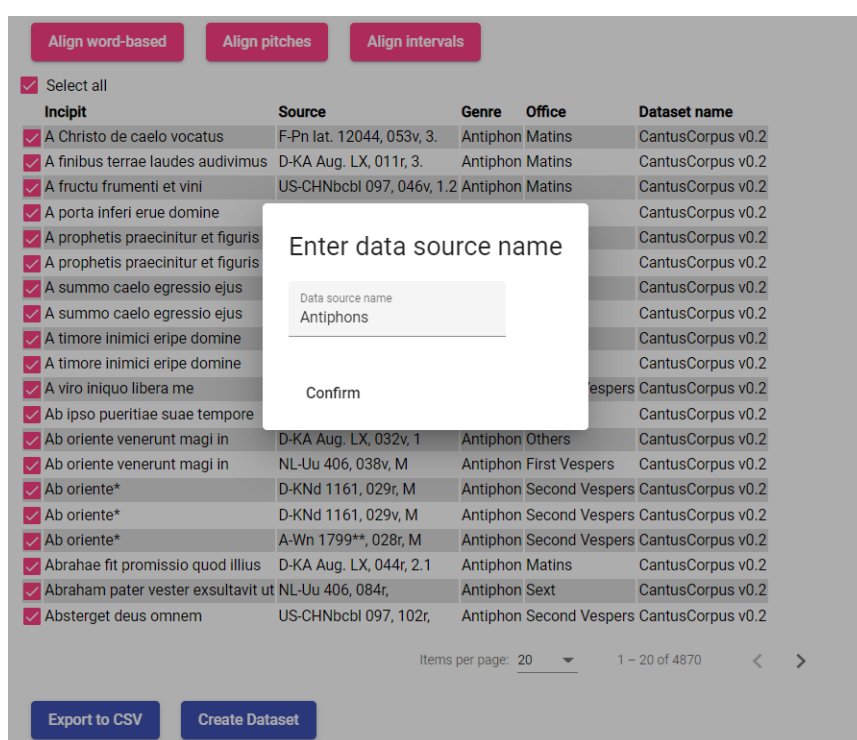 Align word-based Align pitches Align intervals
Select all
Incipit Source Genre Office Dataset name
A Christo de caelo vocatus F-Pn lat. 12044, 053v, 3. Antiphon Matins CantusCorpus v0.2
A finibus terrae laudes audivimus D-KA Aug. LX, 011r, 3. Antiphon Matins CantusCorpus v0.2
A fructu frumenti et vini US-CHNbcbl 097, 046v, 1.2 Antiphon Matins CantusCorpus v0.2
A porta inferi erue domine CantusCorpus v0.2
A prophetis praecinitur et figuris CantusCorpus v0.2
A prophetis praecinitur et figuris CantusCorpus v0.2
A summo caelo egressio ejus CantusCorpus v0.2
A summo caelo egressio ejus CantusCorpus v0.2
A timore inimici eripe domine CantusCorpus v0.2
A timore inimici eripe domine CantusCorpus v0.2
A viro iniquo libera me espers CantusCorpus v0.2
Ab ipso pueritiae suae tempore CantusCorpus v0.2
Enter data source name
Data source name
Antiphons
Confirm
Ab oriente venerunt magi in D-KA Aug. LX, 032v, 1 Antiphon Others CantusCorpus v0.2
Ab oriente venerunt magi in NL-Uu 406, 038v, M Antiphon First Vespers CantusCorpus v0.2
Ab oriente* D-KNd 1161, 029r, M Antiphon Second Vespers CantusCorpus v0.2
Ab oriente* D-KNd 1161, 029v, M Antiphon Second Vespers CantusCorpus v0.2
Ab oriente* A-Wn 1799**, 028r, M Antiphon Second Vespers CantusCorpus v0.2
Abrahae fit promissio quod illius D-KA Aug. LX, 044r, 2.1 Antiphon Matins CantusCorpus v0.2
Abraham pater vester exsultavit ut NL-Uu 406, 084r, Antiphon Sext CantusCorpus v0.2
Absterget deus omnem US-CHNbcbl 097, 102r, Antiphon Second Vespers CantusCorpus v0.2
Items per page: 20 1 – 20 of 4870
Export to CSV Create Dataset